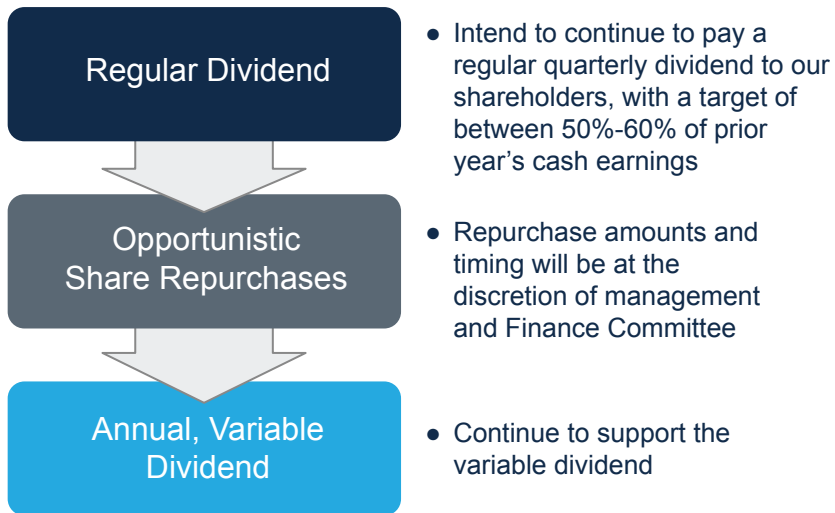 Regular Dividend
● Intend to continue to pay a
regular quarterly dividend to our
shareholders, with a target of
between 50%-60% of prior
year’s cash earnings
Opportunistic
Share Repurchases
● Repurchase amounts and
timing will be at the
discretion of management
and Finance Committee
Annual, Variable
Dividend
● Continue to support the
variable dividend